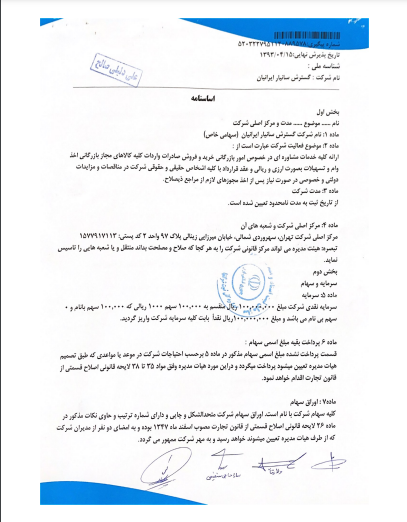 شماره پیگیری:
تاریخ پذیرش نهایی: ۱۳۹۳/۰۴/۱۵
شناسه ملی :
نام شرکت : گسترش سانیار ایرانیان
علی دلیلی صالح
اساسنامه
بخش اول
نام ..... موضوع ..... مدت و مرکز اصلی شرکت
ماده ۱: نام شرکت گسترش سانیار ایرانیان (سهامی خاص)
ماده ۲: موضوع فعالیت شرکت عبارت است از :
ارائه کلیه خدمات مشاوره ای در خصوص امور بازرگانی خرید و فروش صادرات واردات کلیه کالاهای مجاز بازرگانی اخذ
وام و تسهیلات بصورت ارزی و ریالی و عقد قرارداد با کلیه اشخاص حقیقی و حقوقی شرکت در مناقصات و مزایدات
دولتی و خصوصی در صورت نیاز پس از اخذ مجوزهای لازم از مراجع ذیصلاح.
ماده ۳: مدت شرکت
از تاریخ ثبت به مدت نامحدود تعیین شده است.
ماده ۴: مرکز اصلی شرکت و شعبه های آن
مرکز اصلی شرکت تهران، سهروردی شمالی، خیابان میرزایی زینالی پلاک ۹۷ واحد ۲ کد پستی: ۱۵۷۷۹۱۷۱۱۳
تبصره: هیئت مدیره می تواند مرکز قانونی شرکت را به هر کجا که صلاح و مصلحت بداند منتقل و یا شعبه هایی را تاسیس
نماید.
بخش دوم
سرمایه و سهام
ماده ۵ سرمایه
سرمایه نقدی شرکت مبلغ ۱۰۰,۰۰۰,۰۰۰ ریال منقسم به ۱۰۰,۰۰۰ سهم ۱۰۰۰ ریالی که ۱۰۰,۰۰۰ سهم بانام و ۰
سهم بی نام می باشد و مبلغ ۱۰۰,۰۰۰,۰۰۰ریال نقداً بابت کلیه سرمایه شرکت واریز گردید.
ماده ۶ پرداخت بقیه مبلغ اسمی سهام :
قسمت پرداخت نشده مبلغ اسمی سهام مذکور در ماده ۵ برحسب احتیاجات شرکت در موعد یا مواعدی که طبق تصمیم
هیات مدیره تعیین میشود پرداخت میگردد و دراین مورد هیات مدیره وفق مواد ۳۵ تا ۳۸ لایحه قانونی اصلاح قسمتی از
قانون تجارت اقدام خواهد نمود.
ماده۷ : اوراق سهام
کلیه سهام شرکت با نام است. اوراق سهام شرکت متحدالشکل و چاپی و دارای شماره ترتیب و حاوی نکات مذکور در
ماده ۲۶ لایحه قانونی اصلاح قسمتی از قانون تجارت مصوب اسفند ماه ۱۳۴۷ بوده و به امضای دو نفر از مدیران شرکت
که از طرف هیات مدیره تعیین میشوند خواهد رسید و به مهر شرکت ممهور می گردد.